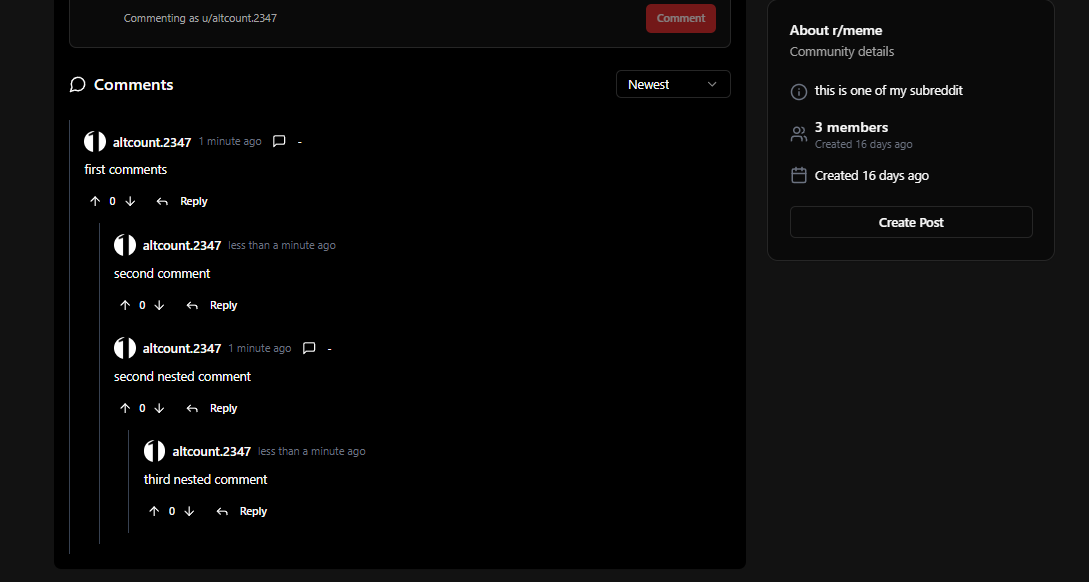 Commenting as u/altcount.2347
Comment
Comments
Newest
altcount.2347 1 minute ago -
first comments
0 Reply
altcount.2347 less than a minute ago
second comment
0 Reply
altcount.2347 1 minute ago -
second nested comment
0 Reply
altcount.2347 less than a minute ago
third nested comment
0 Reply
About r/meme
Community details
this is one of my subreddit
3 members
Created 16 days ago
Created 16 days ago
Create Post